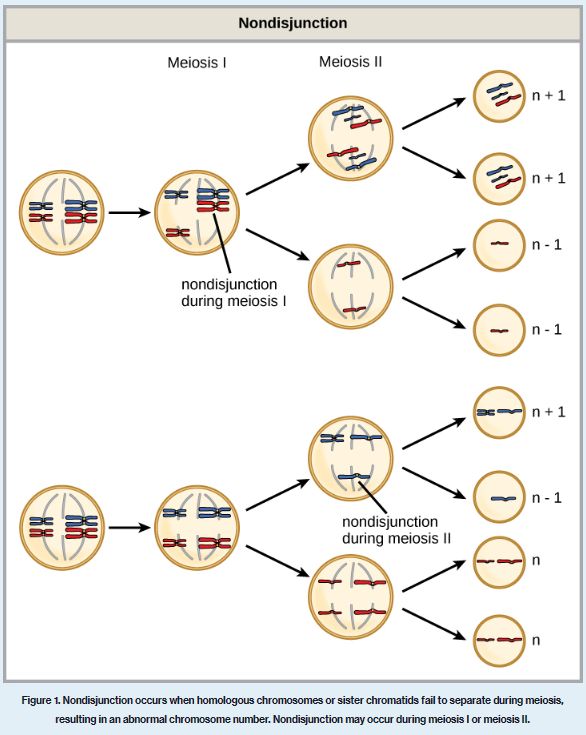 Nondisjunction
Meiosis I
Meiosis II
n + 1
n + 1
nondisjunction
during meiosis I
n - 1
n - 1
n + 1
n -1
nondisjunction
during meiosis II
n
n
Figure 1. Nondisjunction occurs when homologous chromosomes or sister chromatids fail to separate during meiosis,
resulting in an abnormal chromosome number. Nondisjunction may occur during meiosis I or meiosis II.